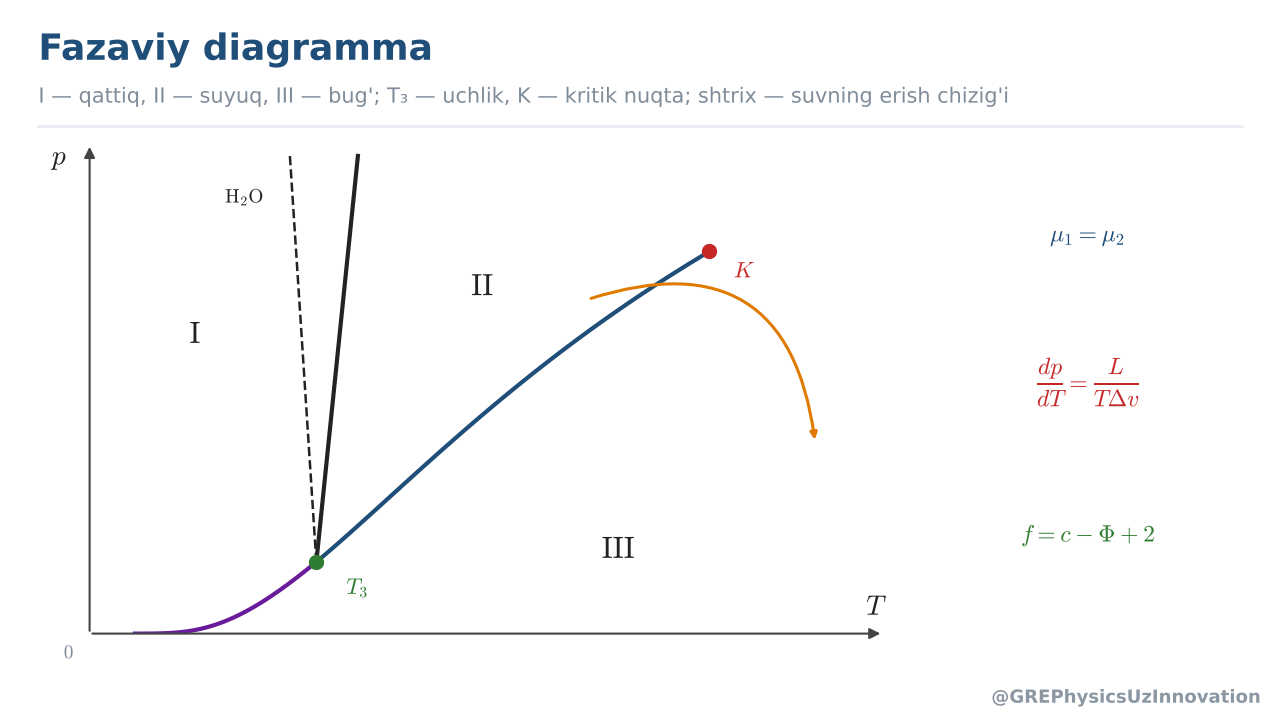 Fazaviy diagramma
I — qattiq, II — suyuq, III — bug'; T₃ — uchlik, K — kritik nuqta; shtrix — suvning erish chizig'i
p
H₂O
μ₁ = μ₂
K
II
I
dp/dT = L/TΔv
f = c − Φ + 2
III
T₃
T
0
@GREPhysicsUzInnovation